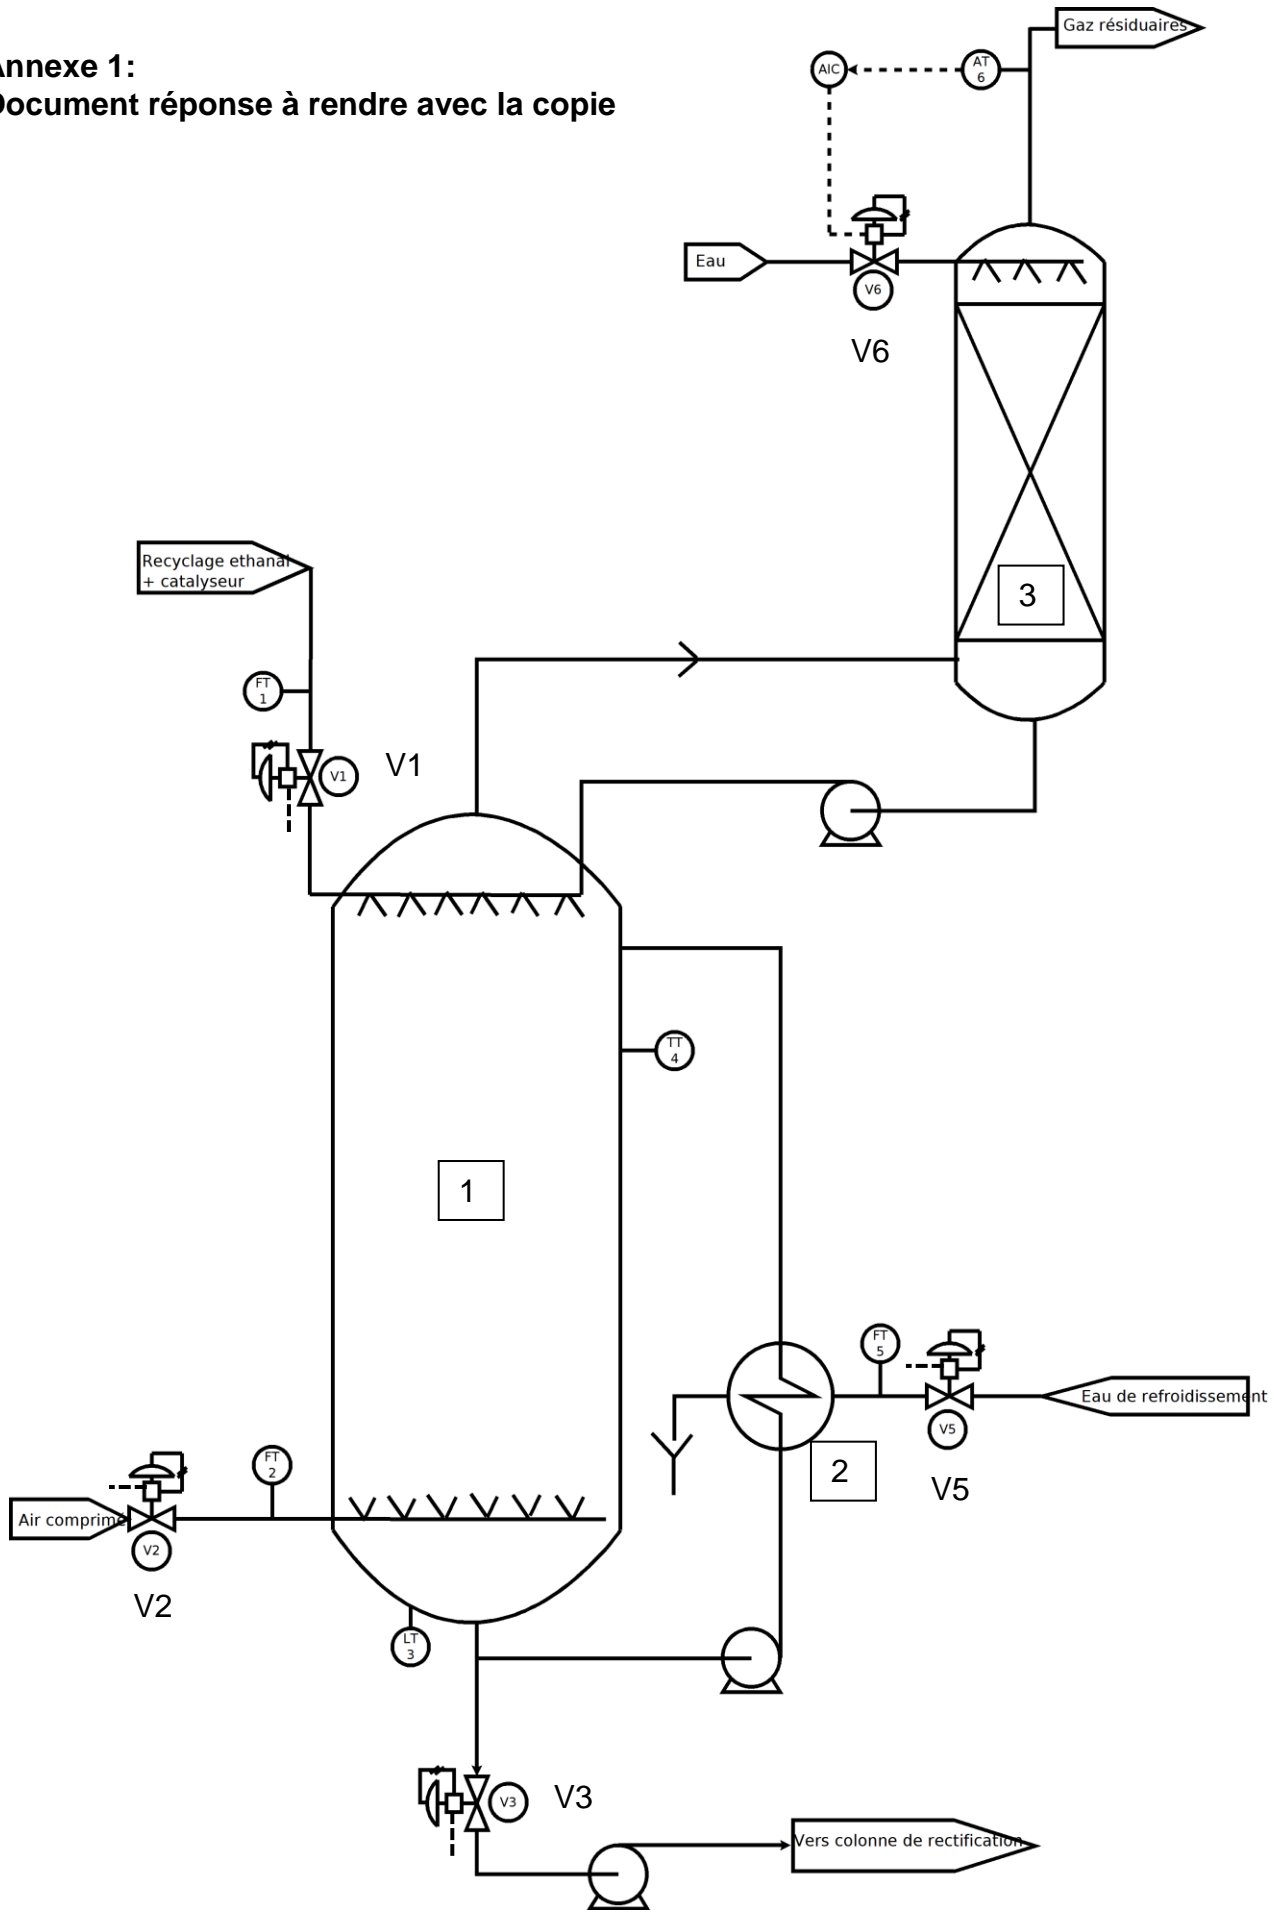 Annexe 1:
Document réponse à rendre avec la copie
Gaz résiduaires
AIC
AT
6
Eau
V6
V6
3
Recyclage ethanal
+ catalyseur
FT
1
V1
V1
TT
4
1
FT
5
Eau de refroidissement
V5
V5
2
FT
2
Air comprimé
V2
V2
LT
3
V3
V3
Vers colonne de rectification